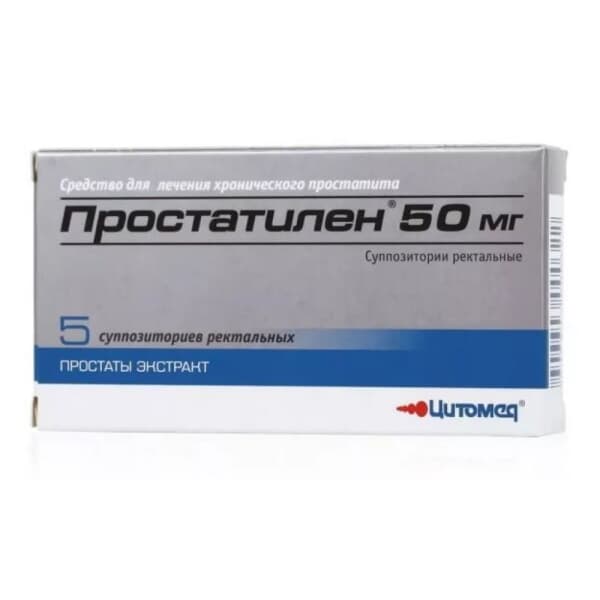 Средство для лечения хронического простатита
Простатилен® 50 мг
Суппозитории ректальные
5 суппозиториев ректальных
ПРОСТАТЫ ЭКСТРАКТ
Цитомед®